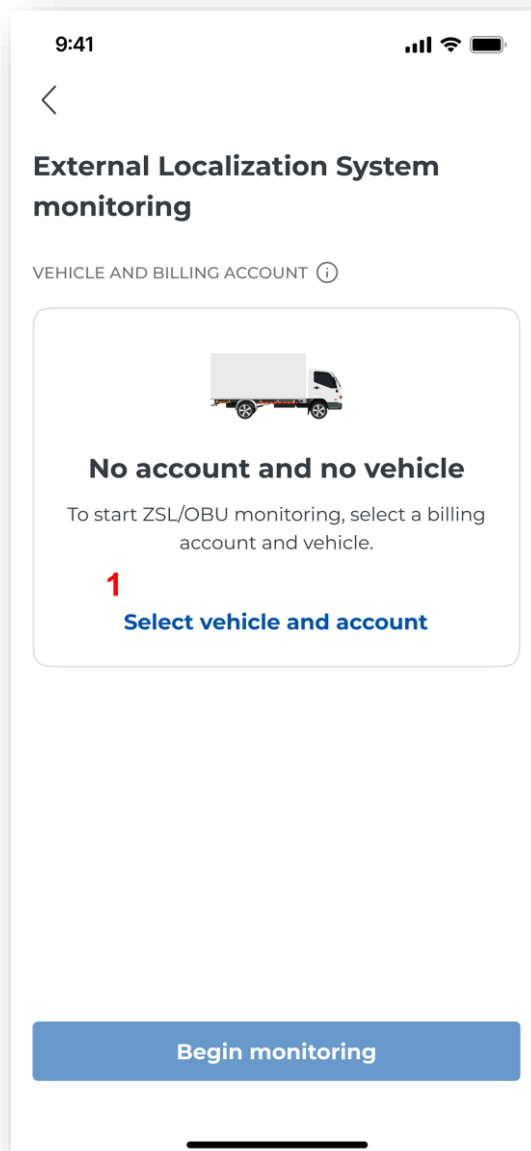 9:41
External Localization System
monitoring
VEHICLE AND BILLING ACCOUNT
No account and no vehicle
To start ZSL/OBU monitoring, select a billing
account and vehicle.
1
Select vehicle and account
Begin monitoring